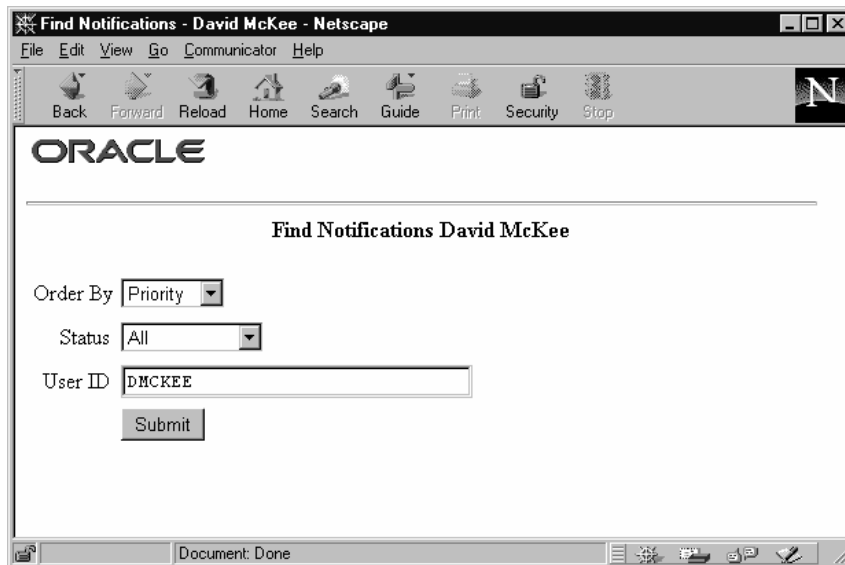 Find Notifications - David McKee - Netscape
File Edit View Go Communicator Help
Back Forward Reload Home Search Guide Print Security Stop
N
ORACLE
Find Notifications David McKee
Order By Priority
Status All
User ID DMCKEE
Submit
Document: Done